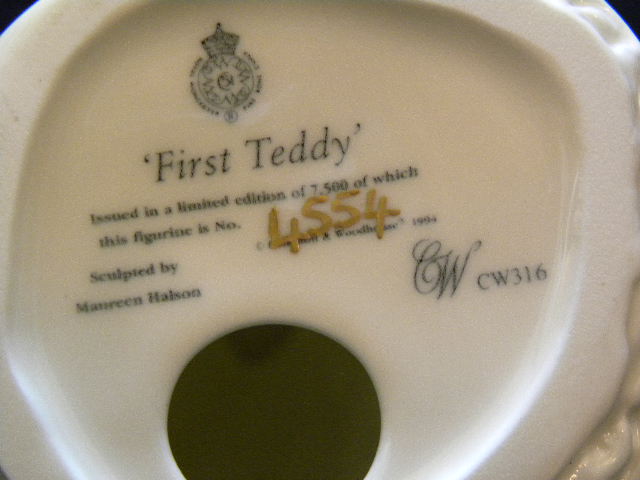 'First Teddy'
Issued in a limited edition of 7,500 of which
this figurine is No. 4554
© & Woodhouse 1994
Sculpted by
Maureen Halson
CW CW316